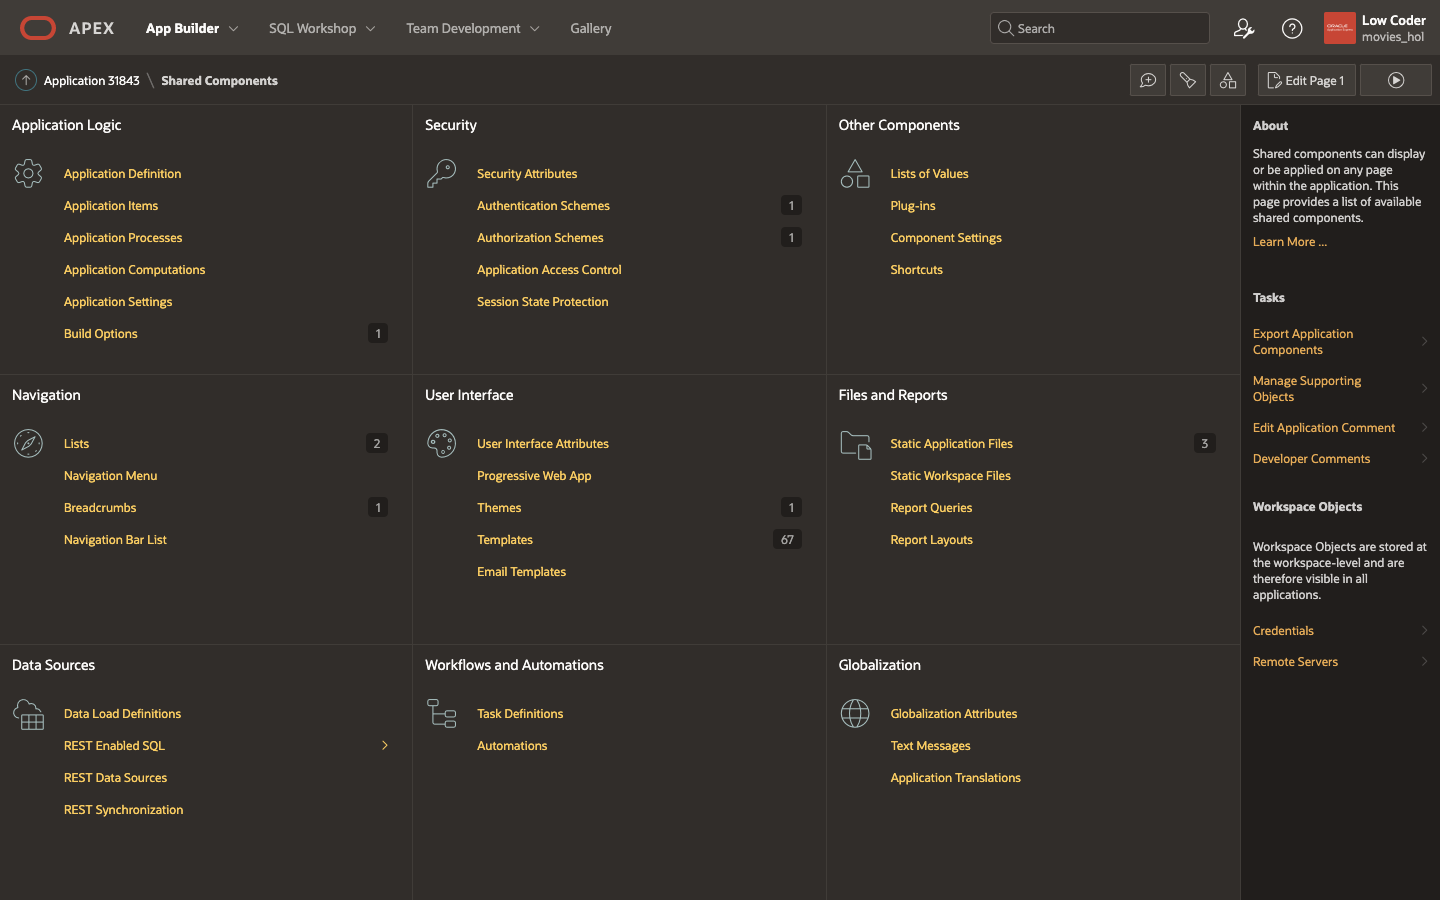 APEX
App Builder
SQL Workshop
Team Development
Gallery
Search
Low Coder
movies_hol
Application 31843 \ Shared Components
Edit Page 1
Application Logic
Application Definition
Application Items
Application Processes
Application Computations
Application Settings
Build Options 1
Security
Security Attributes
Authentication Schemes 1
Authorization Schemes 1
Application Access Control
Session State Protection
Other Components
Lists of Values
Plug-ins
Component Settings
Shortcuts
Navigation
Lists 2
Navigation Menu
Breadcrumbs 1
Navigation Bar List
User Interface
User Interface Attributes
Progressive Web App
Themes 1
Templates 67
Email Templates
Files and Reports
Static Application Files 3
Static Workspace Files
Report Queries
Report Layouts
Data Sources
Data Load Definitions
REST Enabled SQL
REST Data Sources
REST Synchronization
Workflows and Automations
Task Definitions
Automations
Globalization
Globalization Attributes
Text Messages
Application Translations
About
Shared components can display
or be applied on any page
within the application. This
page provides a list of available
shared components.
Learn More ...
Tasks
Export Application
Components
Manage Supporting
Objects
Edit Application Comment
Developer Comments
Workspace Objects
Workspace Objects are stored at
the workspace-level and are
therefore visible in all
applications.
Credentials
Remote Servers